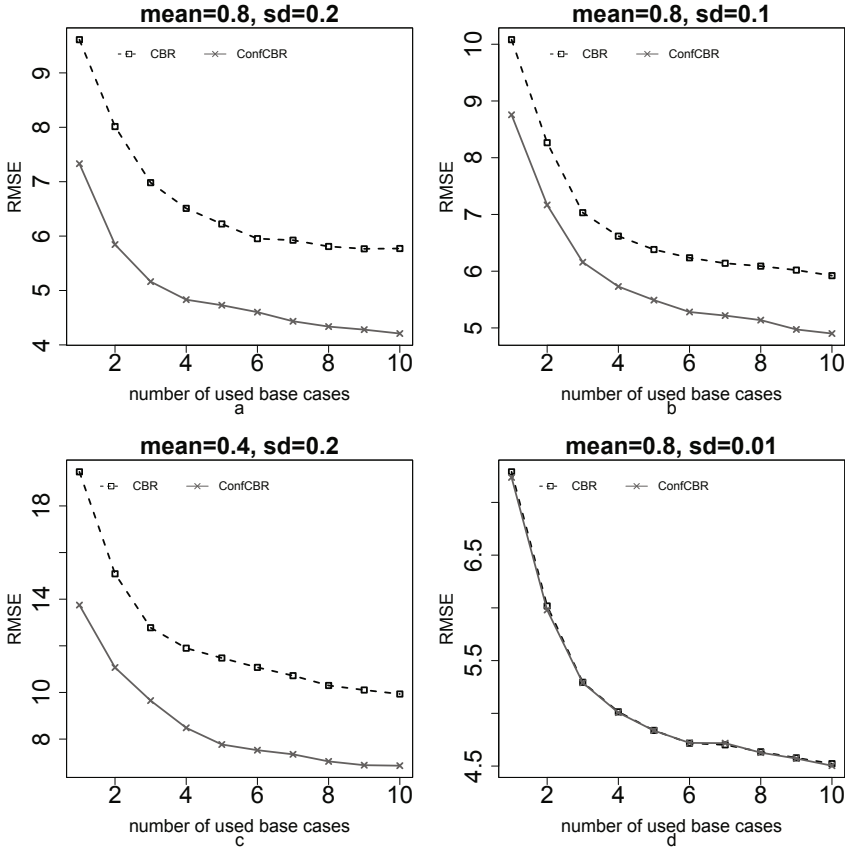 mean=0.8, sd=0.2
CBR ConfCBR
RMSE
9
8
7
6
5
4
2 4 6 8 10
number of used base cases
a
mean=0.8, sd=0.1
CBR ConfCBR
RMSE
10
9
8
7
6
5
2 4 6 8 10
number of used base cases
b
mean=0.4, sd=0.2
CBR ConfCBR
RMSE
18
14
10
8
2 4 6 8 10
number of used base cases
c
mean=0.8, sd=0.01
CBR ConfCBR
RMSE
6.5
5.5
4.5
2 4 6 8 10
number of used base cases
d